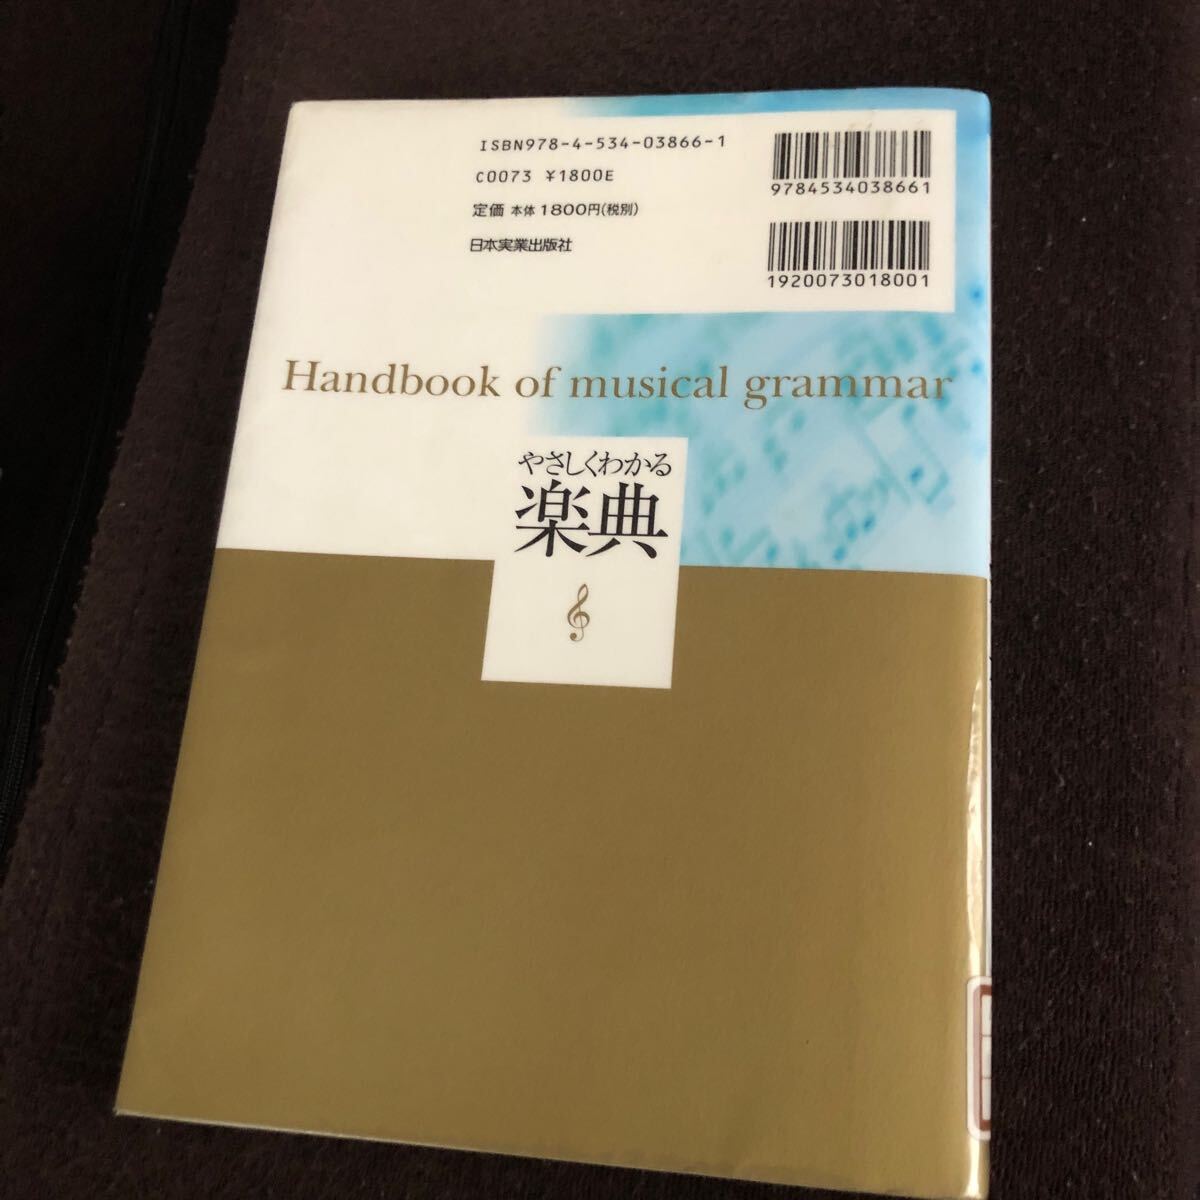 ISBN978-4-534-03866-1
C0073 ¥1800E
定価 本体1800円(税別)
日本実業出版社
9784534038661
1920073018001
Handbook of musical grammar
やさしくわかる
楽典